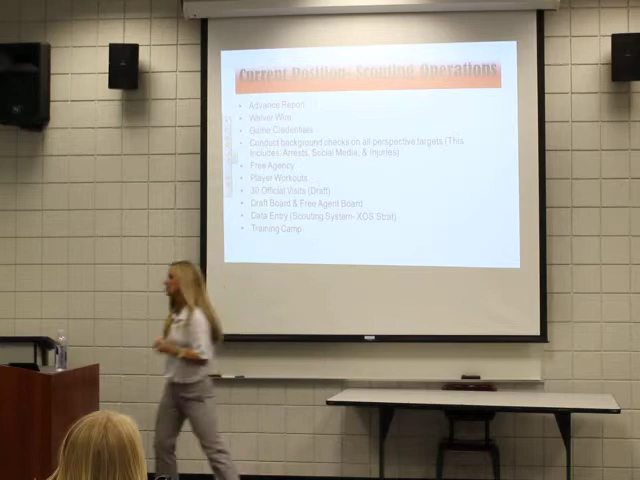 Current Position- Scouting Operations
• Advance Report
• Waiver Wire
• Game Credentials
• Conduct background checks on all perspective targets (This
Includes: Arrests, Social Media, & Injuries)
• Free Agency
• Player Workouts
• 30 Official Visits (Draft)
• Draft Board & Free Agent Board
• Data Entry (Scouting System- XOS Strat)
• Training Camp